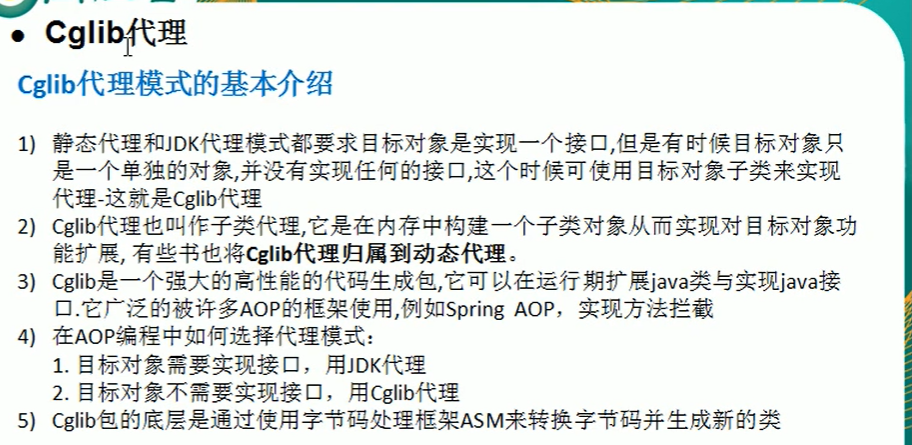 ● Cglib代理
Cglib代理模式的基本介绍
1) 静态代理和JDK代理模式都要求目标对象是实现一个接口,但是有时候目标对象只
是一个单独的对象,并没有实现任何的接口,这个时候可使用目标对象子类来实现
代理-这就是Cglib代理
2) Cglib代理也叫作子类代理,它是在内存中构建一个子类对象从而实现对目标对象功
能扩展, 有些书也将Cglib代理归属到动态代理。
3) Cglib是一个强大的高性能的代码生成包,它可以在运行期扩展java类与实现java接
口.它广泛的被许多AOP的框架使用,例如Spring AOP，实现方法拦截
4) 在AOP编程中如何选择代理模式：
1. 目标对象需要实现接口，用JDK代理
2. 目标对象不需要实现接口，用Cglib代理
5) Cglib包的底层是通过使用字节码处理框架ASM来转换字节码并生成新的类